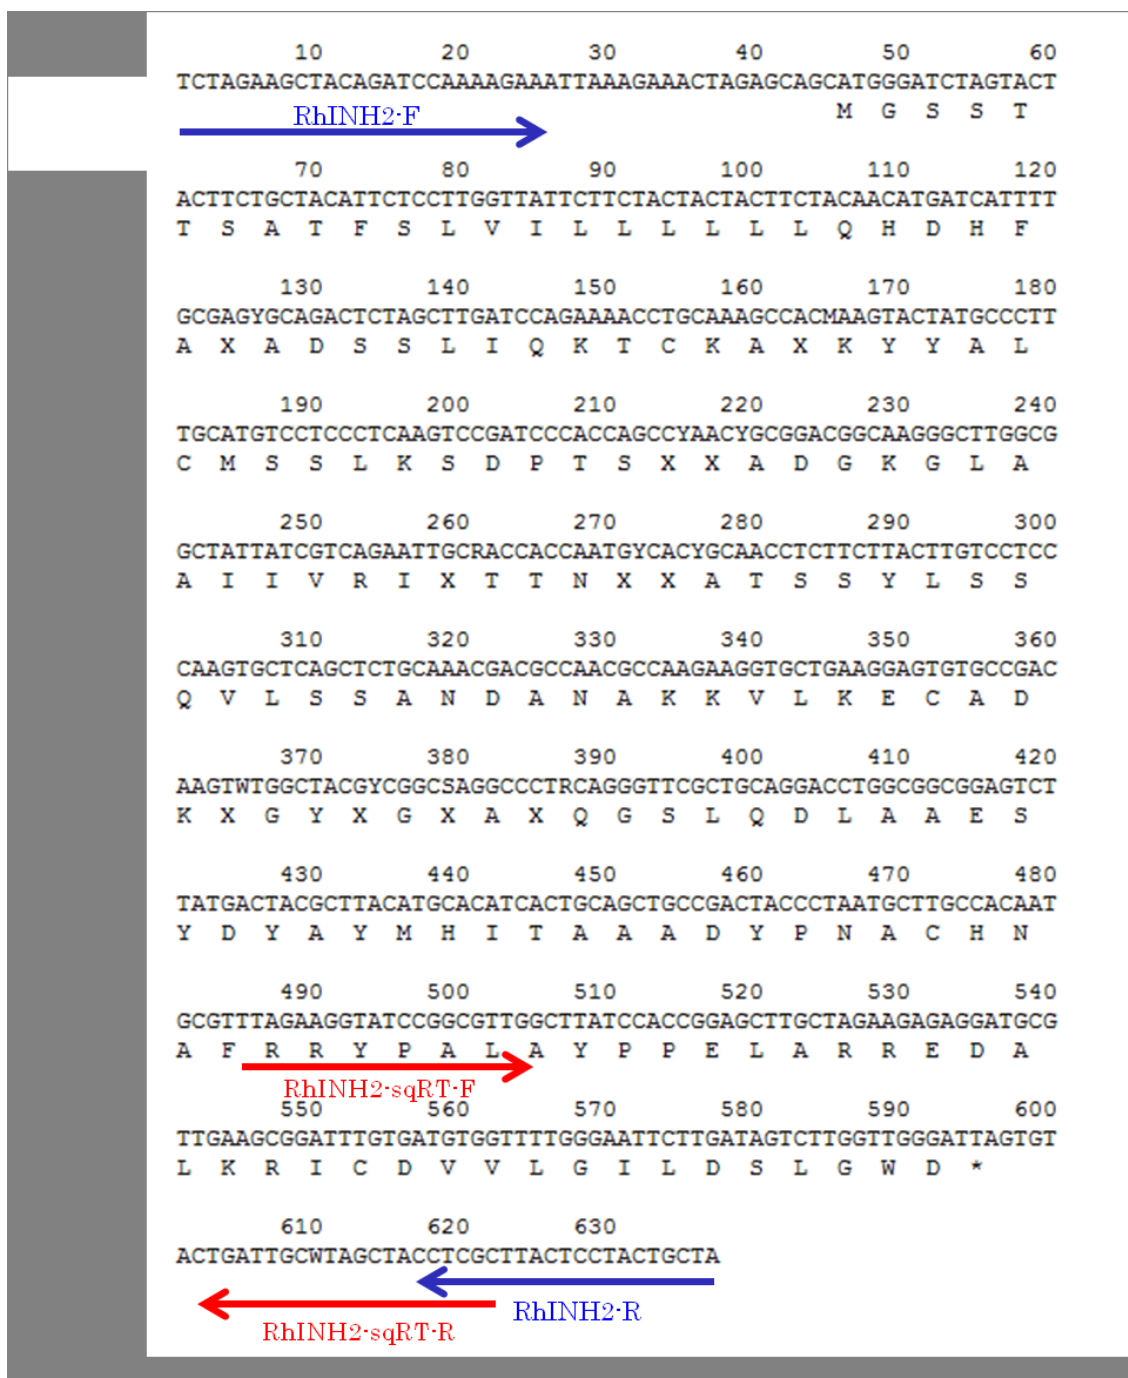 10 20 30 40 50 60
TCTAGAAGCTACAGATCCAAAAGAAATTAAAGAAACTAGAGCAGCATGGGATCTAGTACT
RhINH2-F M G S S T
70 80 90 100 110 120
ACTTCTGCTACATTCTCCTTGGTTATTCTTCTACTACTACTTCTACAACATGATCATTTT
T S A T F S L V I L L L L L L Q H D H F
130 140 150 160 170 180
GCGAGYGCAGACTCTAGCTTGATCCAGAAAACCTGCAAAGCCACMAAGTACTATGCCCTT
A X A D S S L I Q K T C K A X K Y Y A L
190 200 210 220 230 240
TGCATGTCCTCCCTCAAGTCCGATCCCACCAGCCYAACYGCGGACGGCAAGGGCTTGGCG
C M S S L K S D P T S X X A D G K G L A
250 260 270 280 290 300
GCTATTATCGTCAGAATTGCRACCACCAATGYCACYGCAACCTCTTCTTACTTGTCCTCC
A I I V R I X T T N X X A T S S Y L S S
310 320 330 340 350 360
CAAGTGCTCAGCTCTGCAAACGACGCCAACGCCAAGAAGGTGCTGAAGGAGTGTGCCGAC
Q V L S S A N D A N A K K V L K E C A D
370 380 390 400 410 420
AAGTWTGGCTACGYCGGCSAGGCCCTRCAGGGTTCGCTGCAGGACCTGGCGGCGGAGTCT
K X G Y X G X A X Q G S L Q D L A A E S
430 440 450 460 470 480
TATGACTACGCTTACATGCACATCACTGCAGCTGCCGACTACCCTAATGCTTGCCACAAT
Y D Y A Y M H I T A A A D Y P N A C H N
490 500 510 520 530 540
GCGTTTAGAAGGTATCCGGCGTTGGCTTATCCACCGGAGCTTGCTAGAAGAGAGGATGCG
A F R R Y P A L A Y P P E L A R R E D A
RhINH2-sqRT-F
550 560 570 580 590 600
TTGAAGCGGATTTGTGATGTGGTTTTGGGAATTCTTGATAGTCTTGGTTGGGATTAGTGT
L K R I C D V V L G I L D S L G W D *
610 620 630
ACTGATTGCWTAGCTACCTCGCTTACTCCTACTGCTA
RhINH2-R
RhINH2-sqRT-R